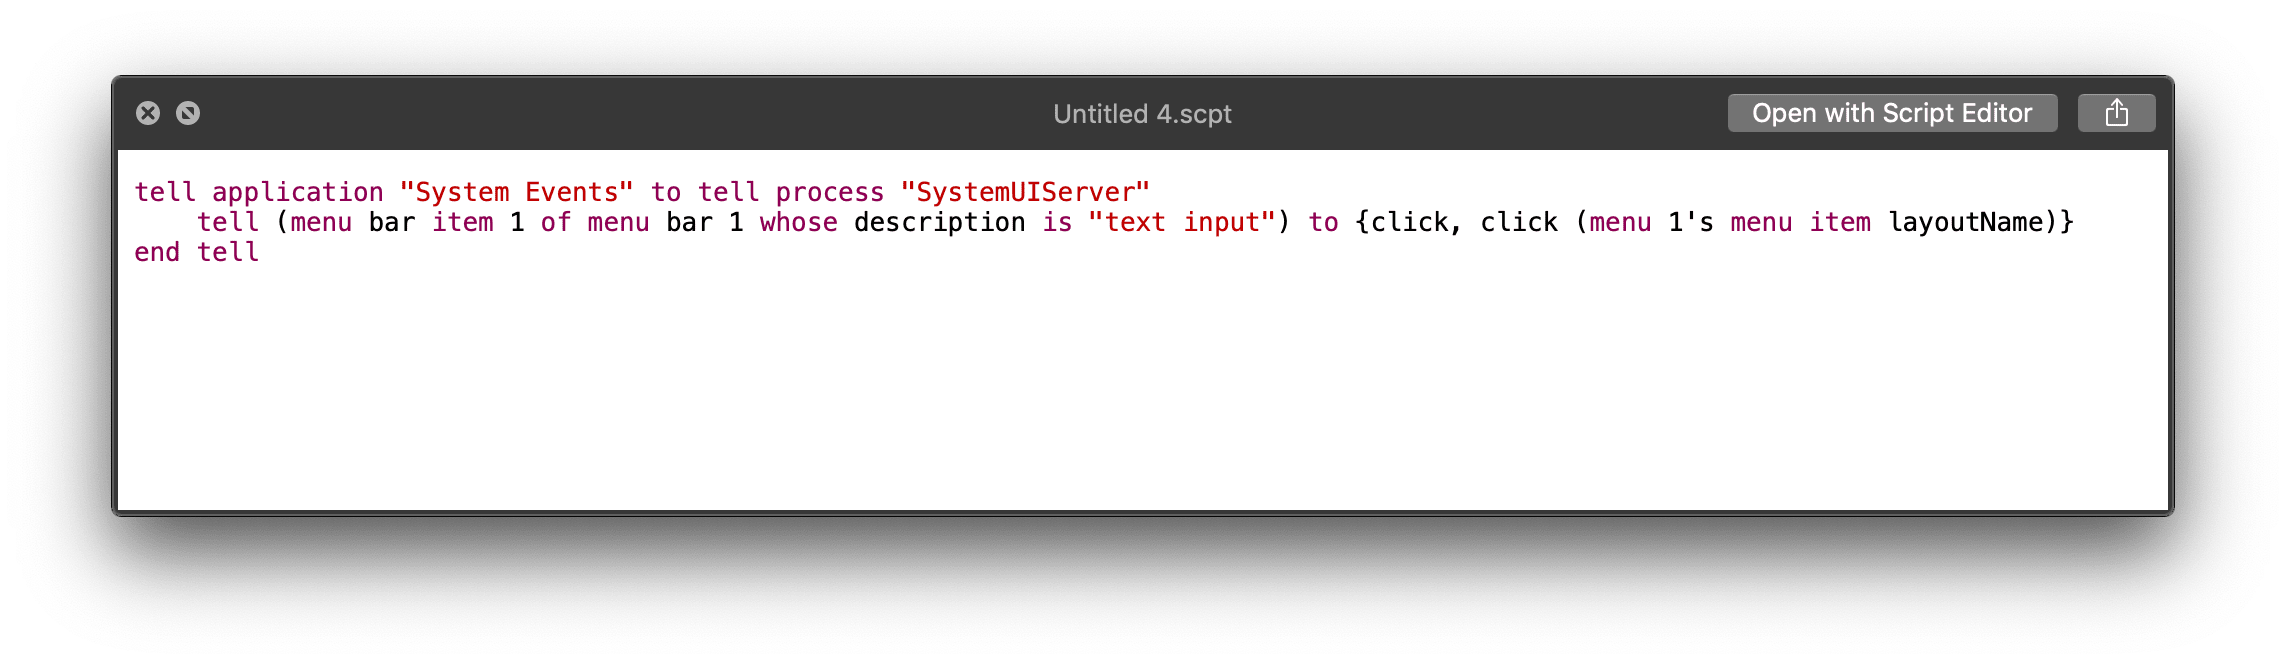 Untitled 4.scpt
Open with Script Editor
tell application "System Events" to tell process "SystemUIServer"
    tell (menu bar item 1 of menu bar 1 whose description is "text input") to {click, click (menu 1's menu item layoutName)}
end tell